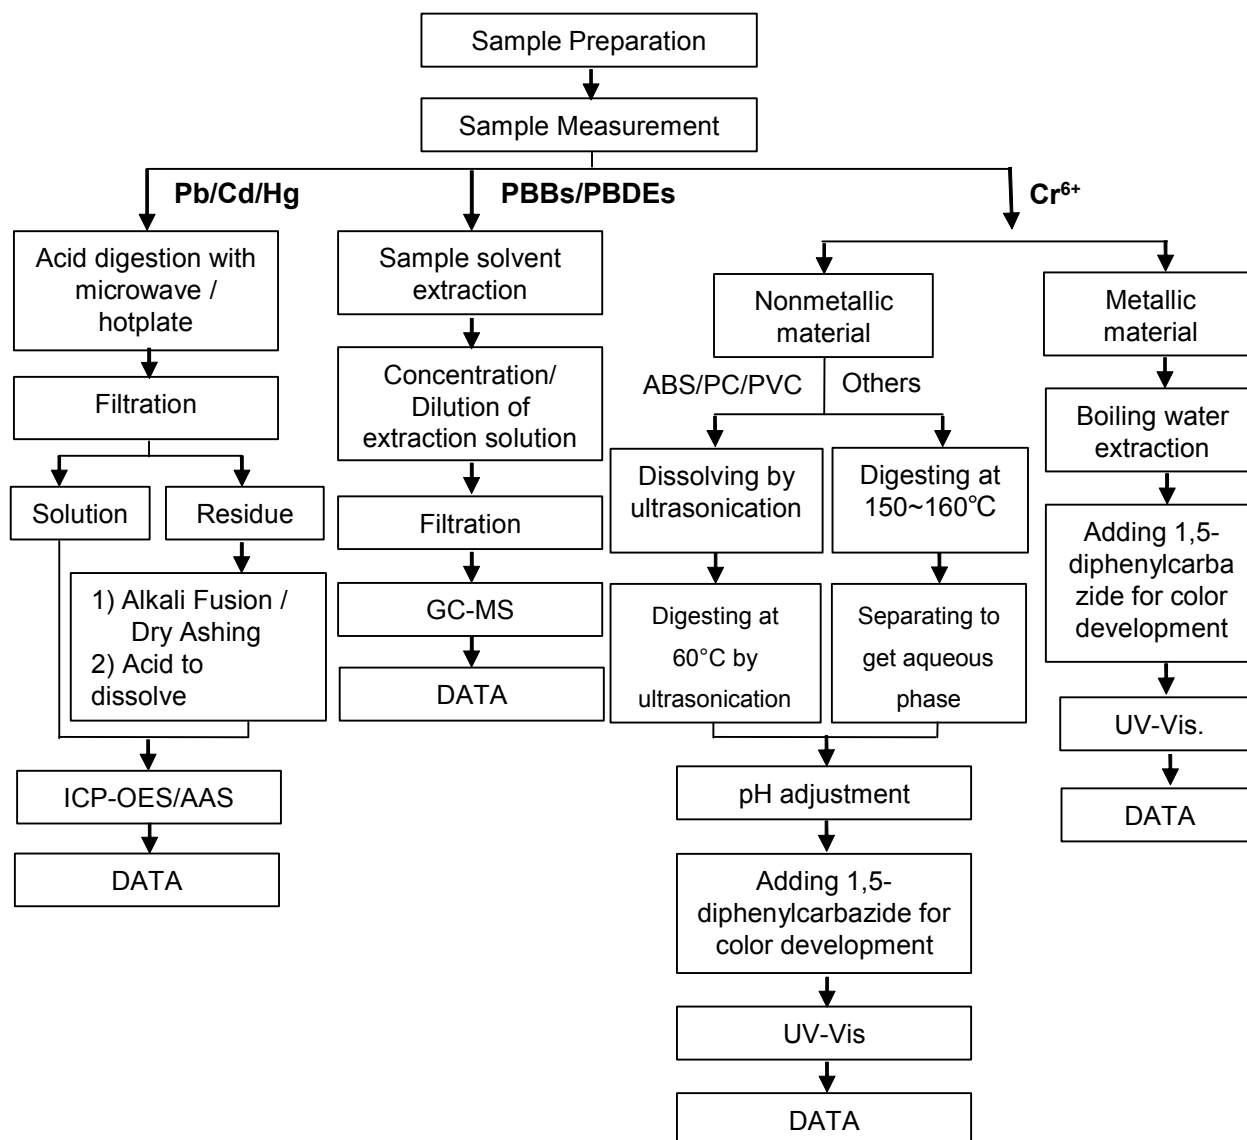 Sample Preparation
Sample Measurement
Pb/Cd/Hg
PBBs/PBDEs
Cr⁶⁺
Acid digestion with
microwave /
hotplate
Filtration
Solution
Residue
1) Alkali Fusion /
Dry Ashing
2) Acid to
dissolve
ICP-OES/AAS
DATA
Sample solvent
extraction
Concentration/
Dilution of
extraction solution
Filtration
GC-MS
DATA
Nonmetallic
material
ABS/PC/PVC
Others
Dissolving by
ultrasonication
Digesting at
60°C by
ultrasonication
Digesting at
150~160℃
Separating to
get aqueous
phase
pH adjustment
Adding 1,5-
diphenylcarbazide for
color development
UV-Vis
DATA
Metallic
material
Boiling water
extraction
Adding 1,5-
diphenylcarba
zide for color
development
UV-Vis.
DATA